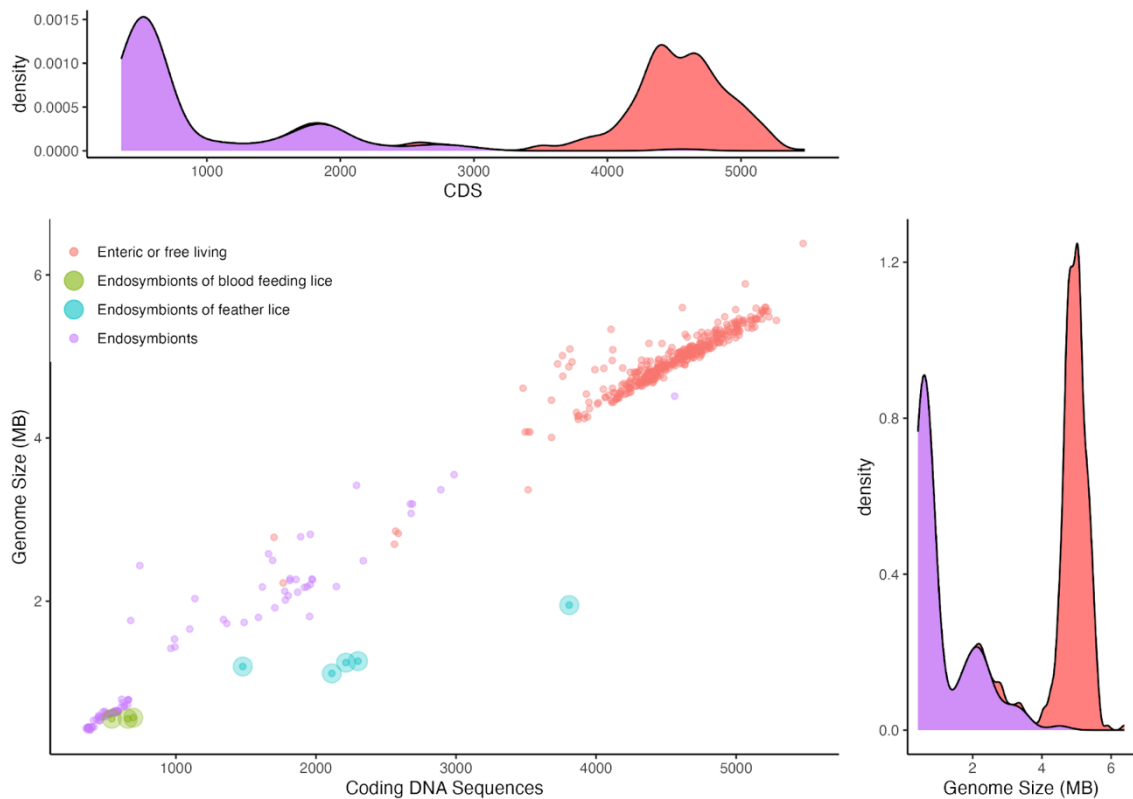 0.0015
0.0010
0.0005
0.0000
density
1000 2000 3000 4000 5000
CDS
Enteric or free living
Endosymbionts of blood feeding lice
Endosymbionts of feather lice
Endosymbionts
6
4
2
Genome Size (MB)
1000 2000 3000 4000 5000
Coding DNA Sequences
1.2
0.8
0.4
0.0
density
2 4 6
Genome Size (MB)